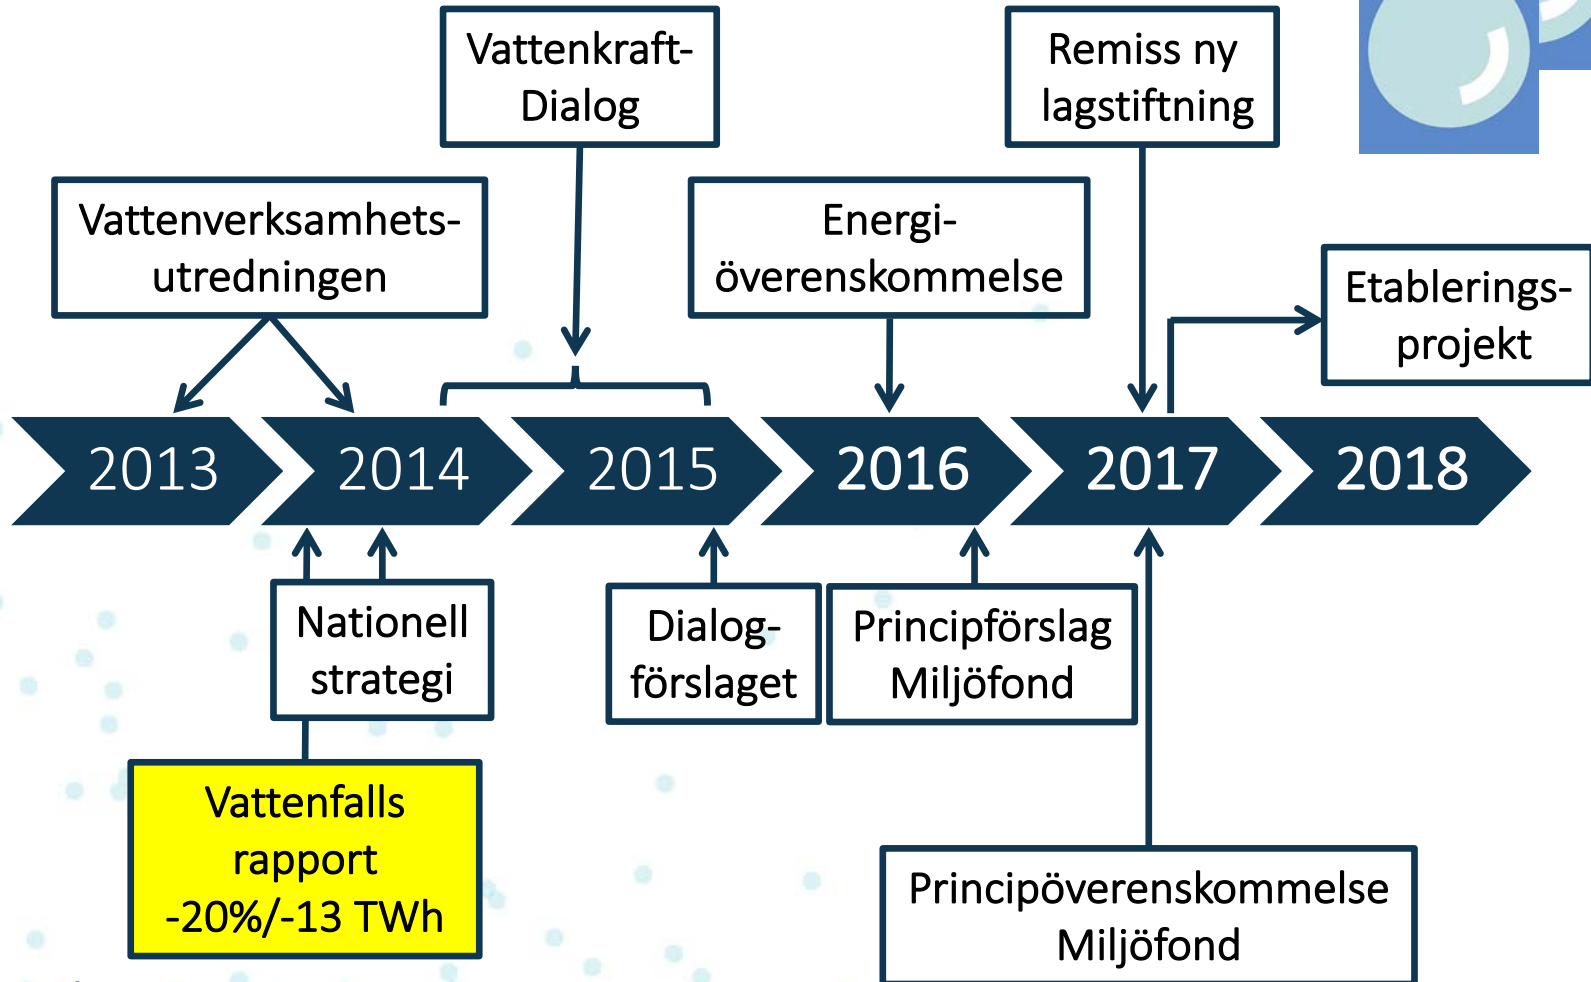 Vattenkraft-
Dialog
Remiss ny
lagstiftning
Vattenverksamhets-
utredningen
Energi-
överenskommelse
Etablerings-
projekt
2013
2014
2015
2016
2017
2018
Nationell
strategi
Dialog-
förslaget
Principförslag
Miljöfond
Vattenfalls
rapport
-20%/-13 TWh
Principöverenskommelse
Miljöfond